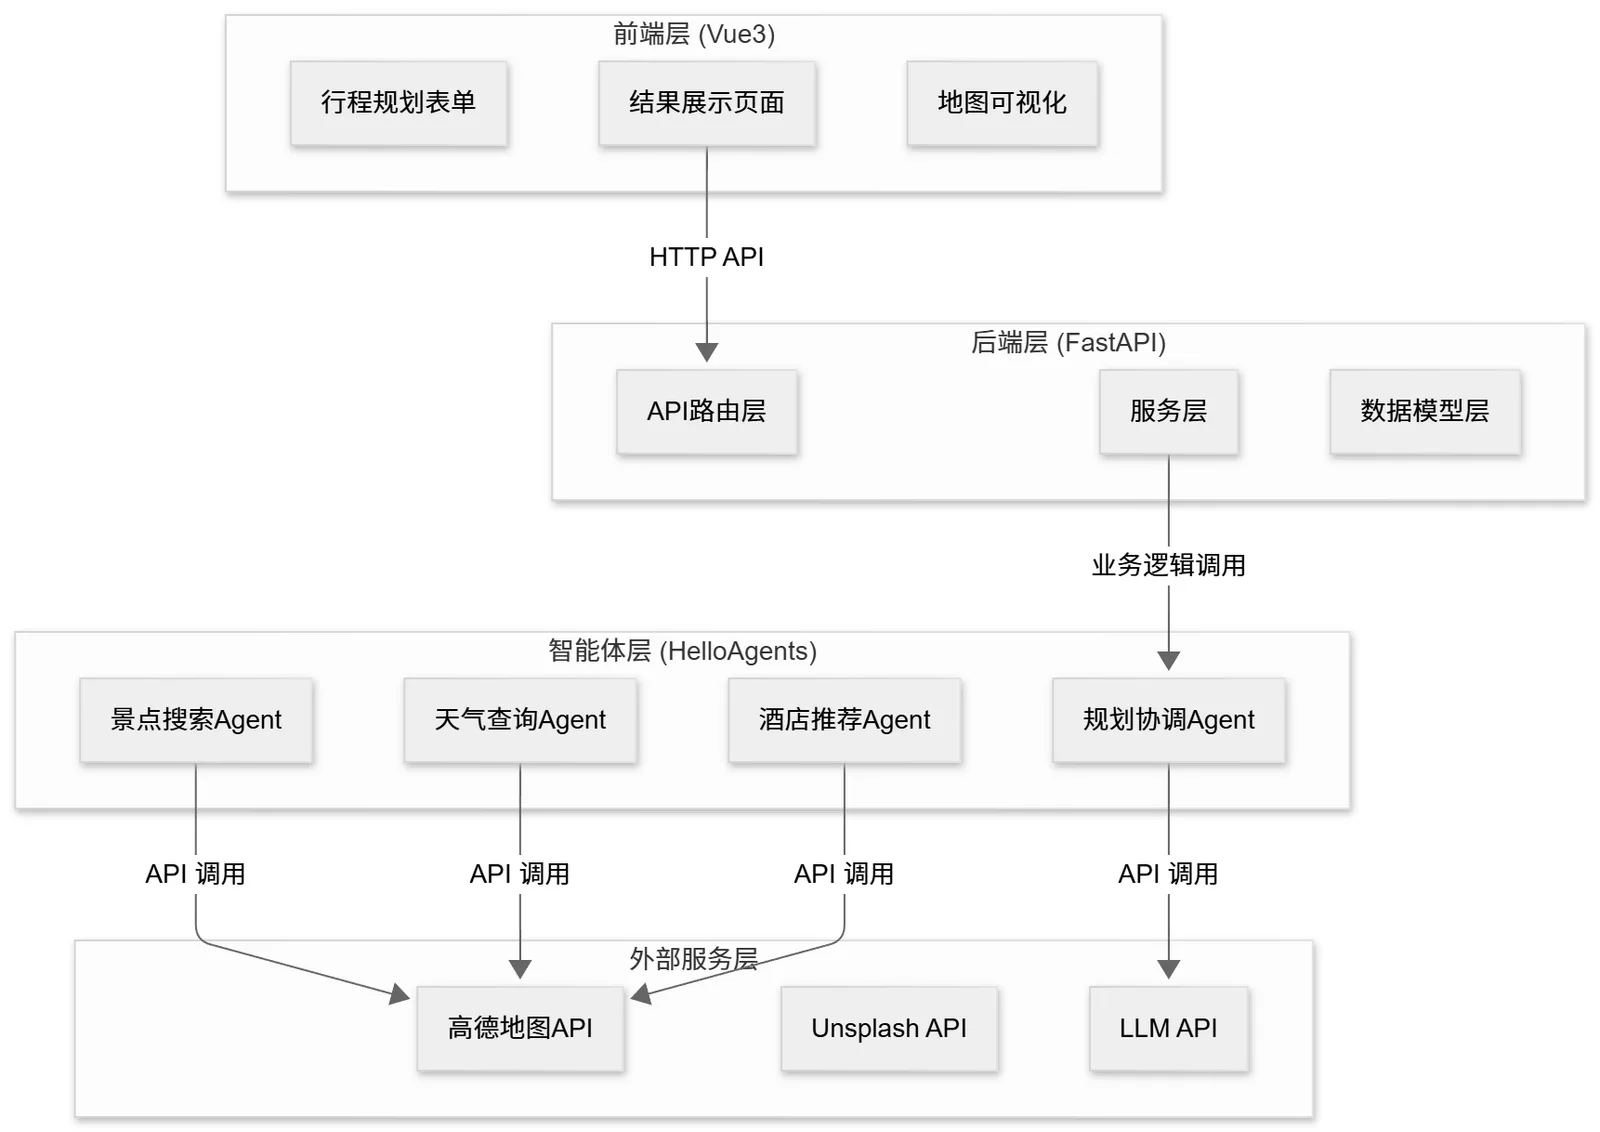 前端层 (Vue3)
行程规划表单
结果展示页面
地图可视化
HTTP API
后端层 (FastAPI)
API路由层
服务层
数据模型层
业务逻辑调用
智能体层 (HelloAgents)
景点搜索Agent
天气查询Agent
酒店推荐Agent
规划协调Agent
API 调用
API 调用
API 调用
API 调用
外部服务层
高德地图API
Unsplash API
LLM API